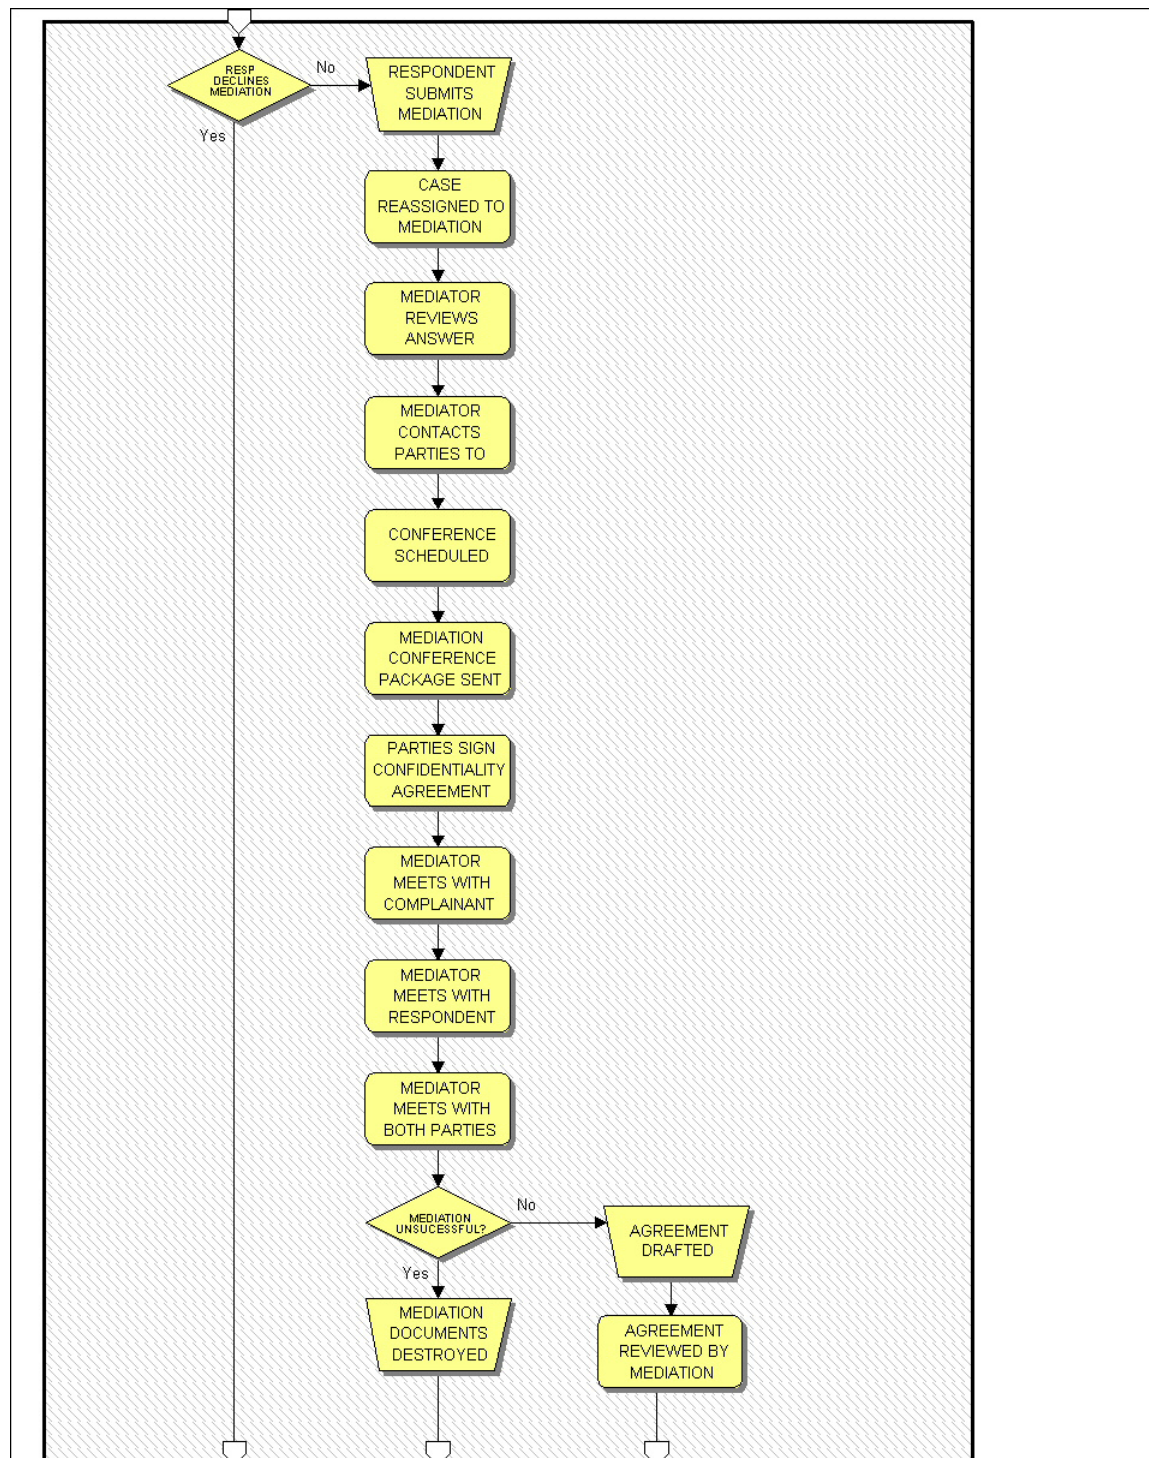 RESP
DECLINES
MEDIATION
No
Yes
RESPONDENT
SUBMITS
MEDIATION
CASE
REASSIGNED TO
MEDIATION
MEDIATOR
REVIEWS
ANSWER
MEDIATOR
CONTACTS
PARTIES TO
CONFERENCE
SCHEDULED
MEDIATION
CONFERENCE
PACKAGE SENT
PARTIES SIGN
CONFIDENTIALITY
AGREEMENT
MEDIATOR
MEETS WITH
COMPLAINANT
MEDIATOR
MEETS WITH
RESPONDENT
MEDIATOR
MEETS WITH
BOTH PARTIES
MEDIATION
UNSUCESSFUL?
No
Yes
AGREEMENT
DRAFTED
MEDIATION
DOCUMENTS
DESTROYED
AGREEMENT
REVIEWED BY
MEDIATION